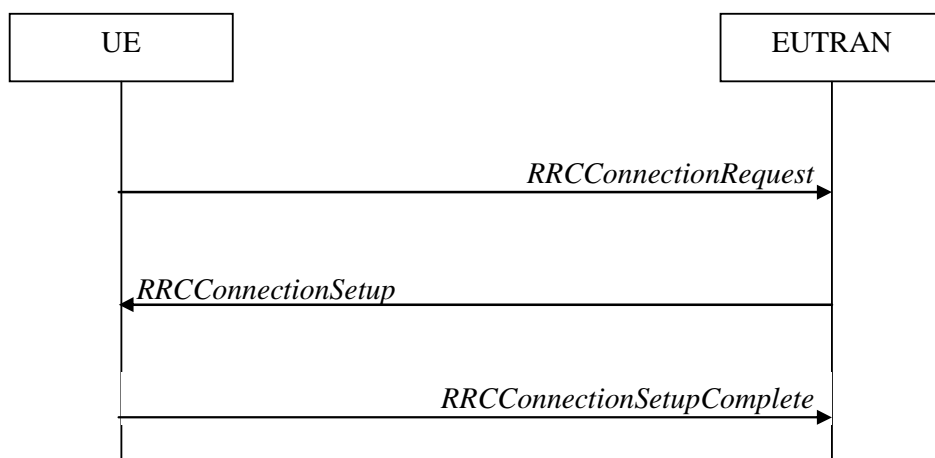 UE
EUTRAN
RRCConnectionRequest
RRCConnectionSetup
RRCConnectionSetupComplete